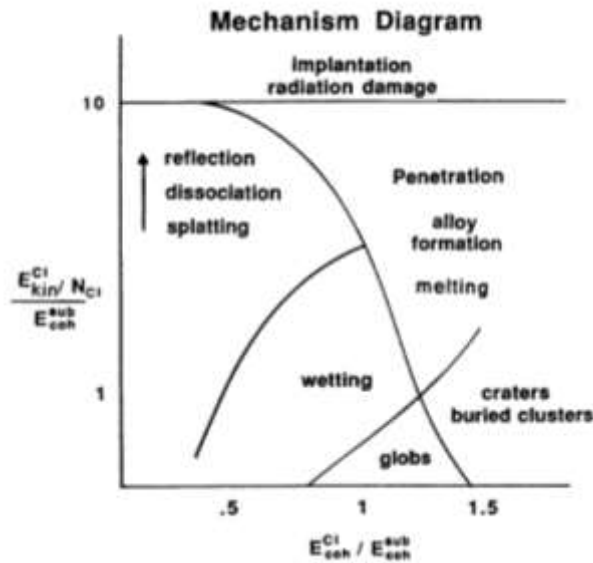 Mechanism Diagram
implantation
radiation damage
10
reflection
dissociation
splatting
Penetration
alloy
formation
melting
E^Cl_kin / N_Cl
E^sub_coh
1
wetting
craters
buried clusters
globs
.5
1
1.5
E^Cl_coh / E^sub_coh